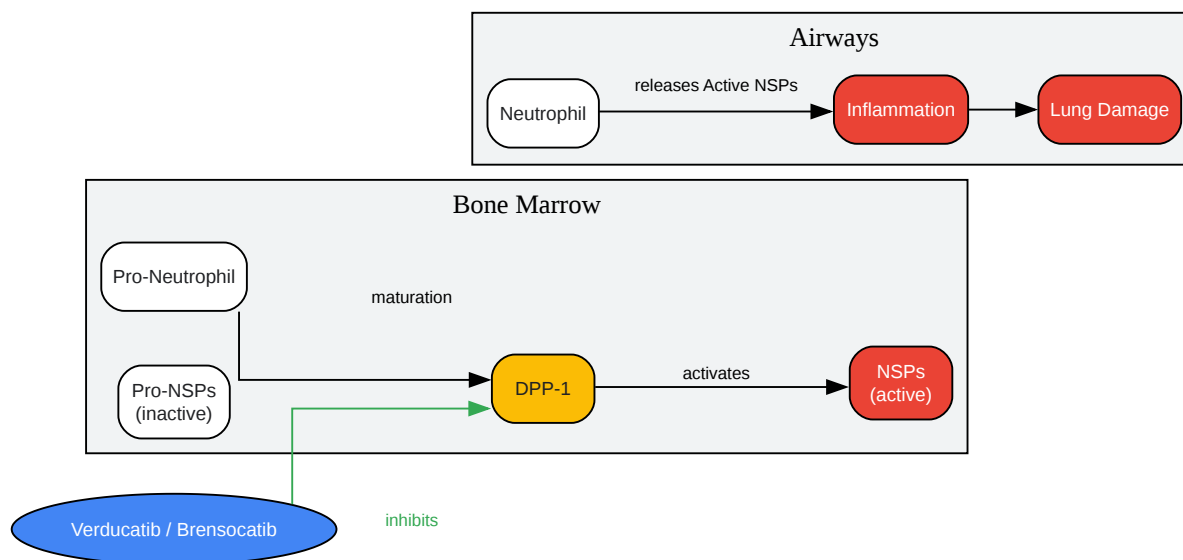 Airways
Neutrophil
releases Active NSPs
Inflammation
Lung Damage
Bone Marrow
Pro-Neutrophil
maturation
Pro-NSPs
(inactive)
DPP-1
activates
NSPs
(active)
Verducatib / Brensocatib
inhibits